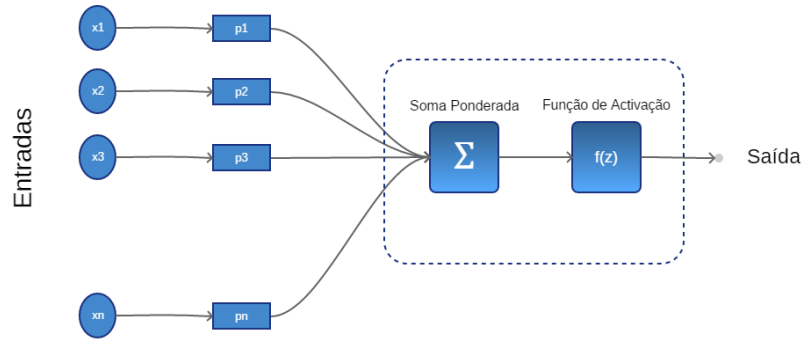 Entradas
x1
p1
x2
p2
x3
p3
xn
pn
Soma Ponderada
Σ
Função de Activação
f(z)
Saída